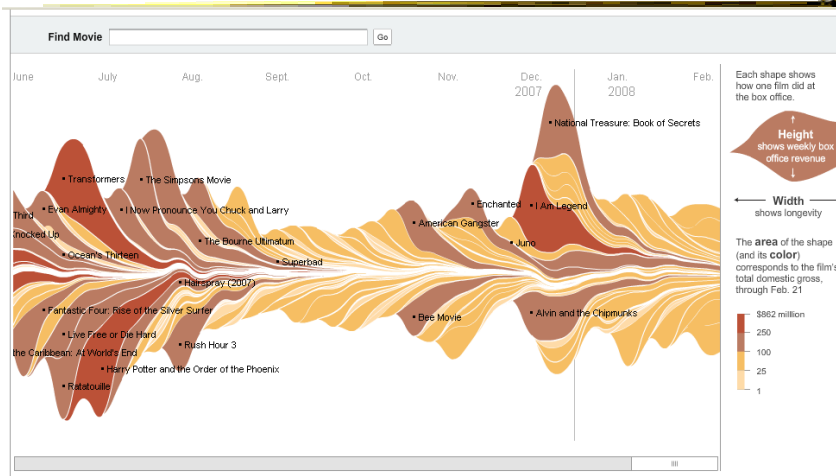 Find Movie
Go
June July Aug. Sept. Oct. Nov. Dec. Jan. Feb.
2007 2008
National Treasure: Book of Secrets
Transformers
The Simpsons Movie
Third
Evan Almighty
I Now Pronounce You Chuck and Larry
Enchanted
I Am Legend
American Gangster
Knocked Up
The Bourne Ultimatum
Juno
Ocean's Thirteen
Superbad
Hairspray (2007)
Fantastic Four: Rise of the Silver Surfer
Bee Movie
Alvin and the Chipmunks
Live Free or Die Hard
Rush Hour 3
the Caribbean: At World's End
Harry Potter and the Order of the Phoenix
Ratatouille
Each shape shows
how one film did at
the box office.
Height
shows weekly box
office revenue
Width
shows longevity
The area of the shape
(and its color)
corresponds to the film's
total domestic gross,
through Feb. 21
$862 million
250
100
25
1